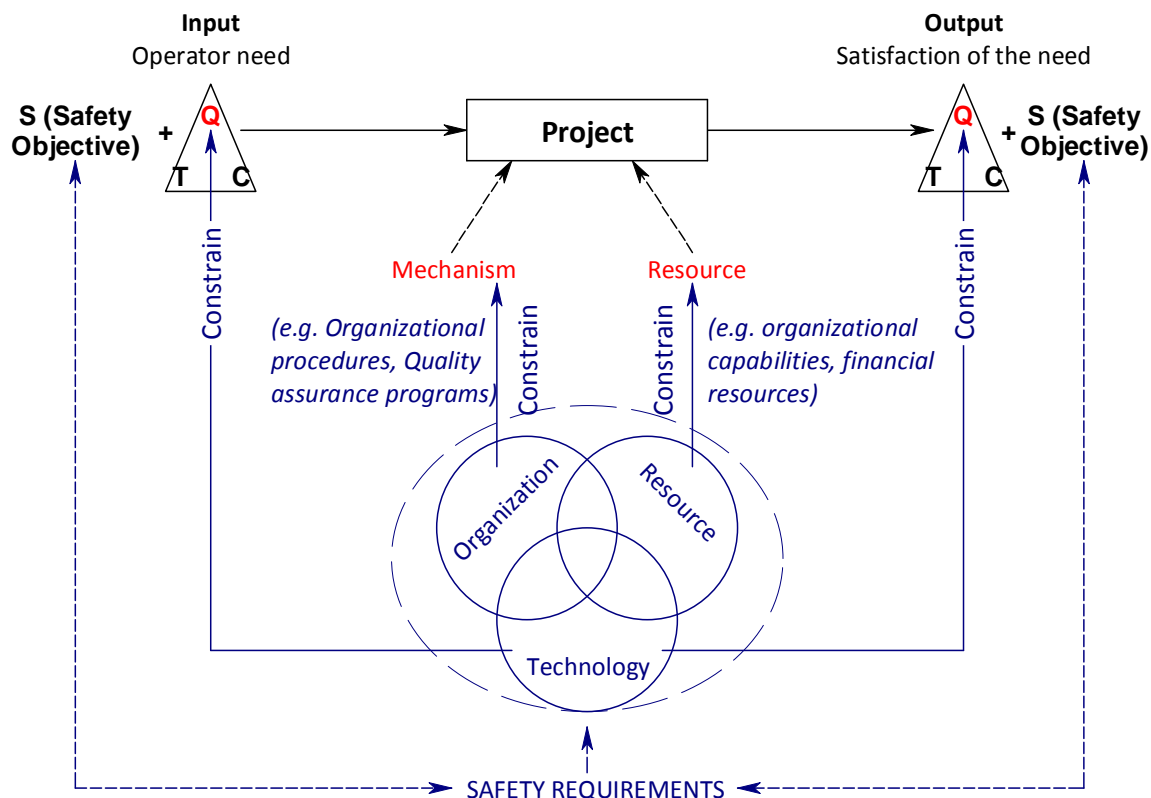 Input
Operator need
Output
Satisfaction of the need
S (Safety
Objective)
+
Q
T C
Project
Q
T C
+
S (Safety
Objective)
Constrain
Mechanism
Resource
Constrain
(e.g. Organizational
procedures, Quality
assurance programs)
Constrain
Constrain
(e.g. organizational
capabilities, financial
resources)
Constrain
Organization
Resource
Technology
SAFETY REQUIREMENTS